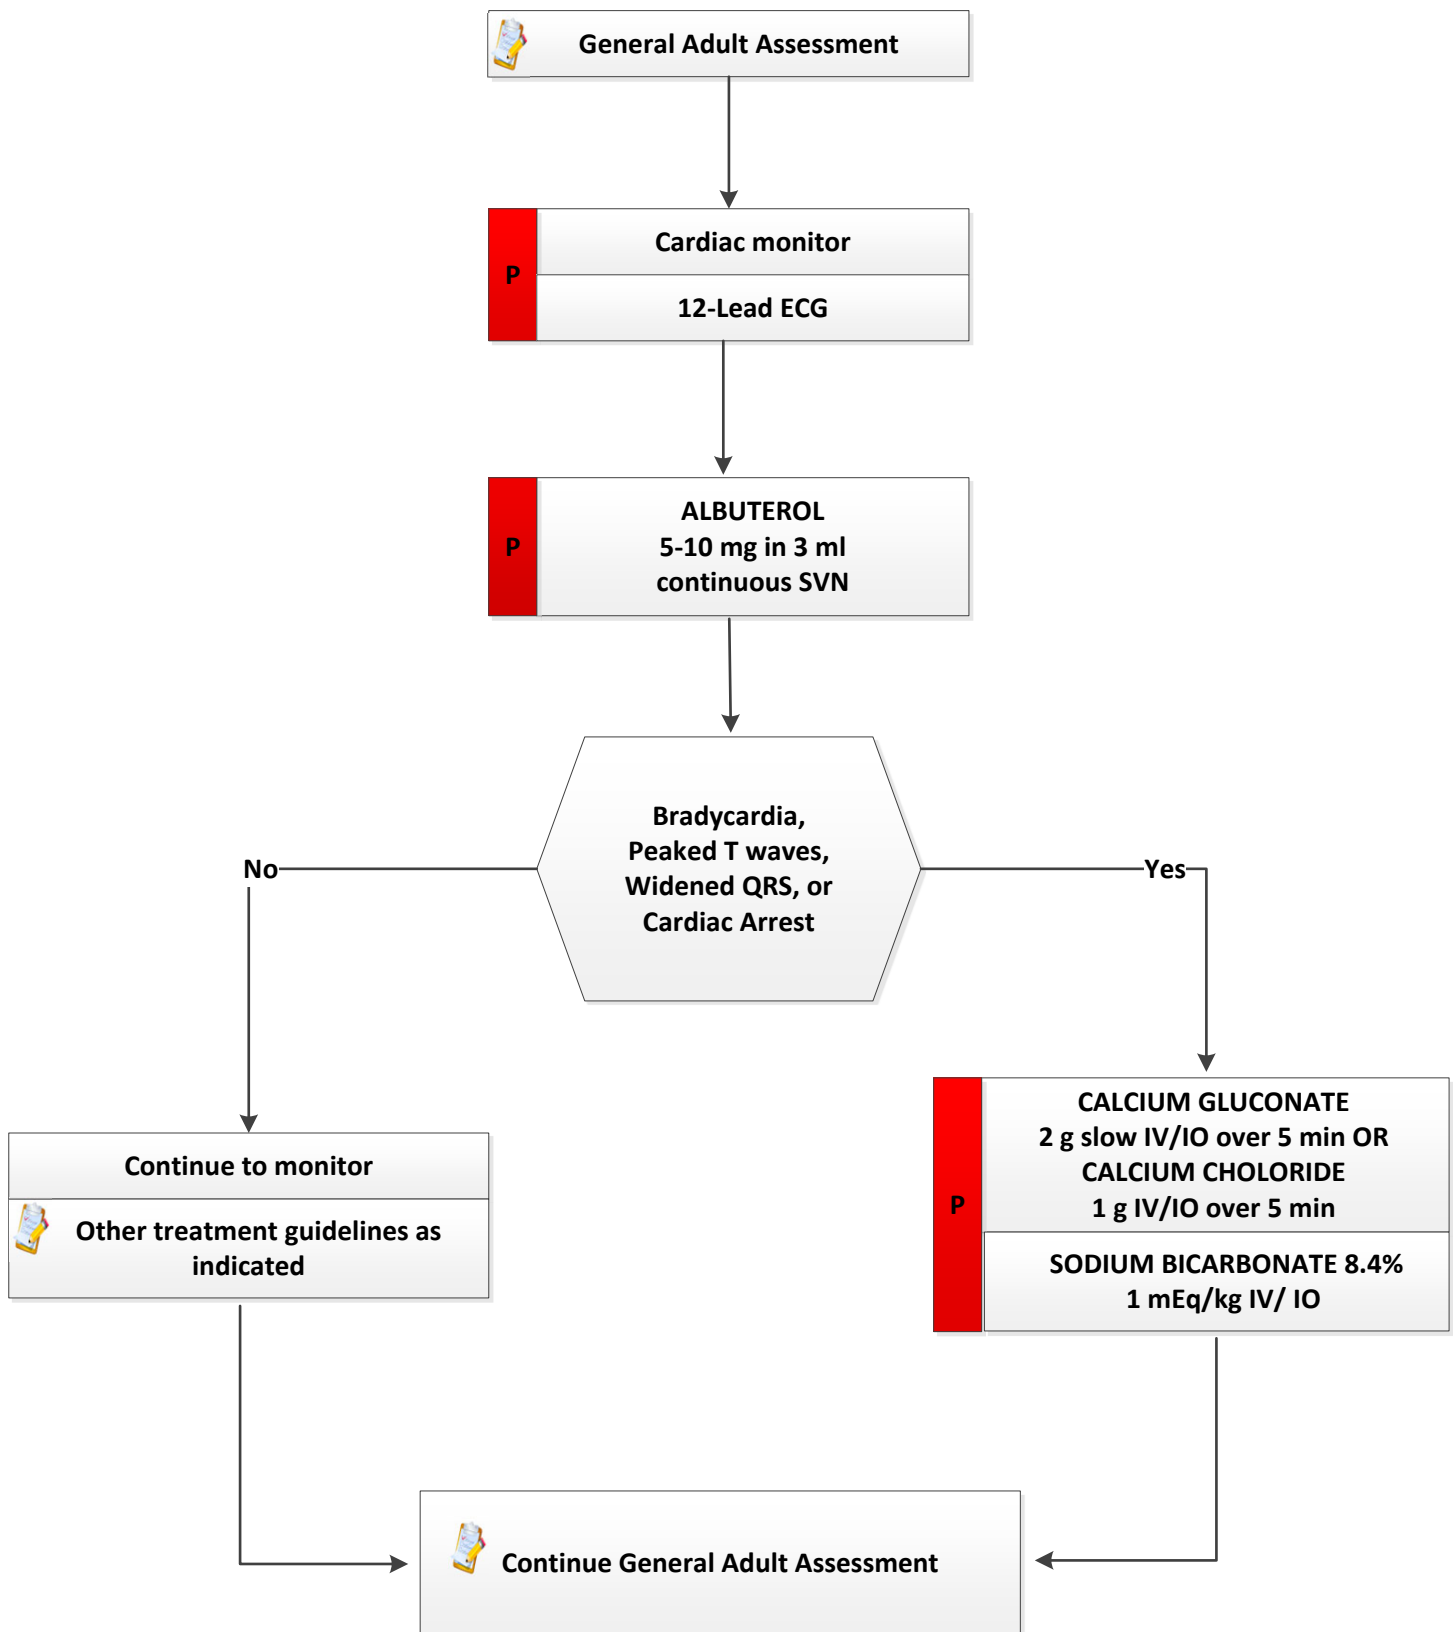 General Adult Assessment
P
Cardiac monitor
12-Lead ECG
P
ALBUTEROL
5-10 mg in 3 ml
continuous SVN
Bradycardia,
Peaked T waves,
Widened QRS, or
Cardiac Arrest
No
Yes
Continue to monitor
Other treatment guidelines as
indicated
P
CALCIUM GLUCONATE
2 g slow IV/IO over 5 min OR
CALCIUM CHOLORIDE
1 g IV/IO over 5 min
SODIUM BICARBONATE 8.4%
1 mEq/kg IV/ IO
Continue General Adult Assessment